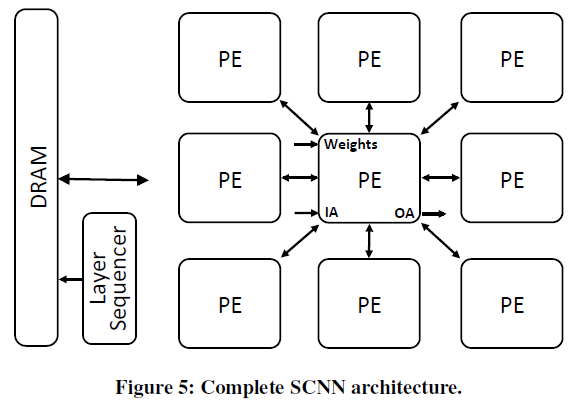 PE
PE
PE
DRAM
Weights
PE
PE
PE
IA
OA
Layer
Sequencer
PE
PE
PE
Figure 5: Complete SCNN architecture.